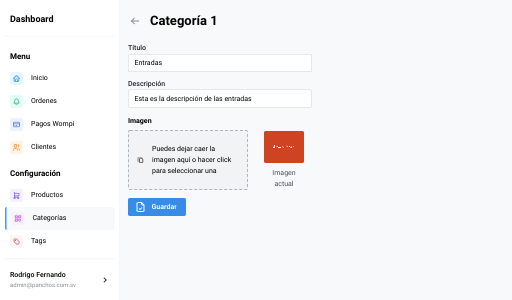 Dashboard
Menu
Inicio
Ordenes
Pagos Wompi
Clientes
Configuración
Productos
Categorías
Tags
Rodrigo Fernando
admin@panchos.com.sv
Categoría 1
Título
Entradas
Descripción
Esta es la descripción de las entradas
Imagen
Puedes dejar caer la
imagen aquí o hacer click
para seleccionar una
Imagen
actual
Guardar